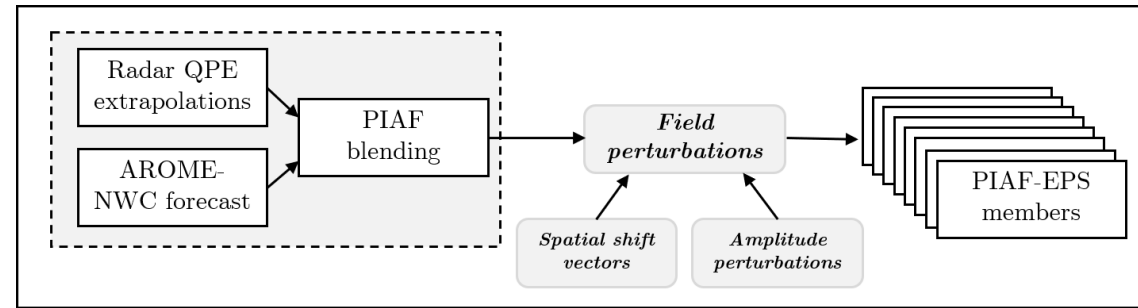 Radar QPE
extrapolations
AROME-
NWC forecast
PIAF
blending
Field
perturbations
Spatial shift
vectors
Amplitude
perturbations
PIAF-EPS
members